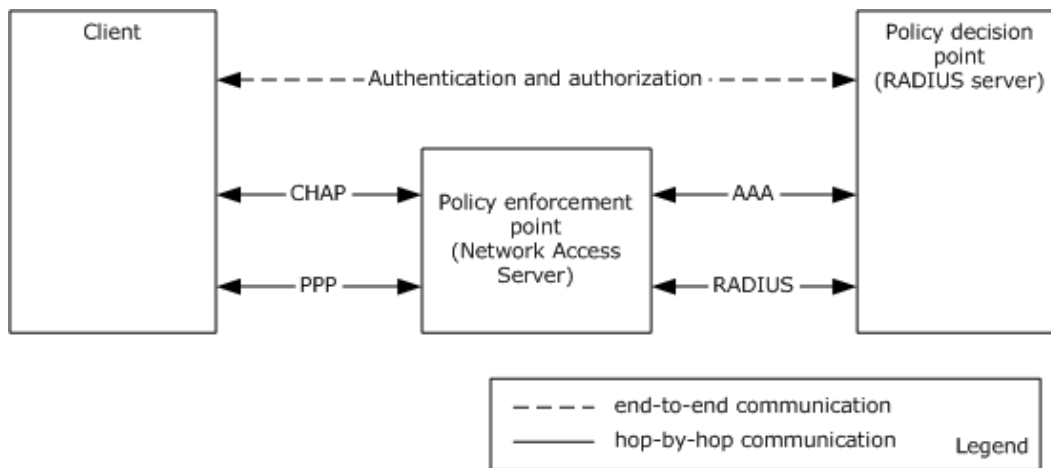 Client
Policy decision
point
(RADIUS server)
Authentication and authorization
CHAP
Policy enforcement
point
(Network Access
Server)
AAA
PPP
RADIUS
end-to-end communication
hop-by-hop communication
Legend